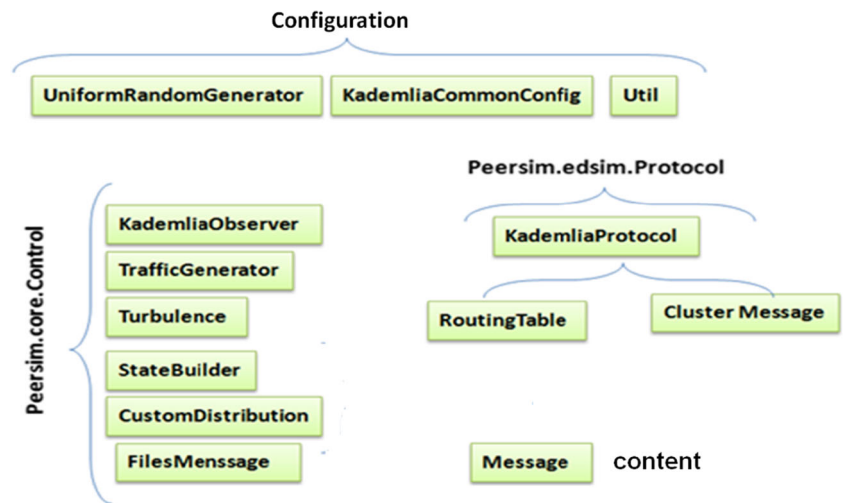 Configuration
UniformRandomGenerator KademliaCommonConfig Util
Peersim.edsim.Protocol
KademliaProtocol
RoutingTable Cluster Message
Peersim.core.Control
KademliaObserver
TrafficGenerator
Turbulence
StateBuilder
CustomDistribution
FilesMenssage
Message content